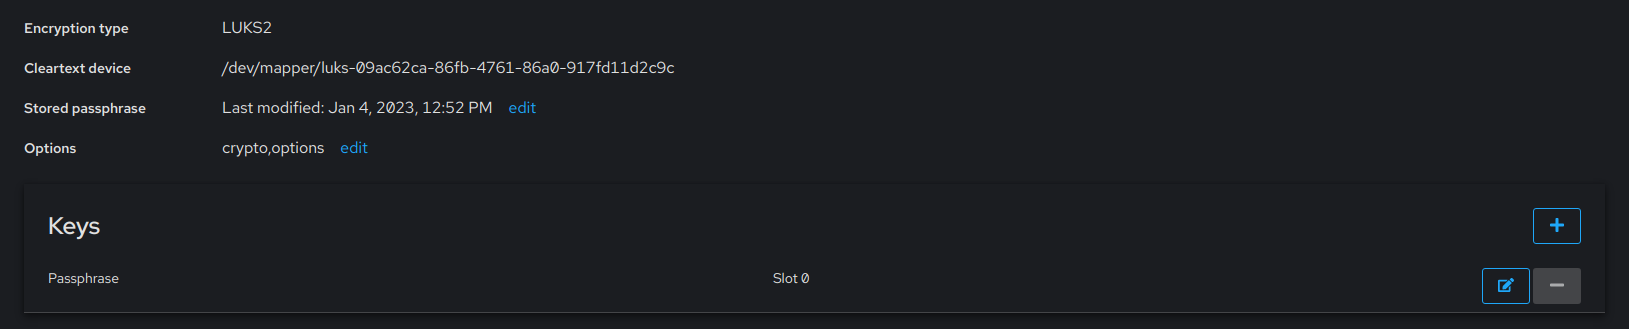 Encryption type LUKS2
Cleartext device /dev/mapper/luks-09ac62ca-86fb-4761-86a0-917fd11d2c9c
Stored passphrase Last modified: Jan 4, 2023, 12:52 PM edit
Options crypto,options edit
Keys
Passphrase Slot 0